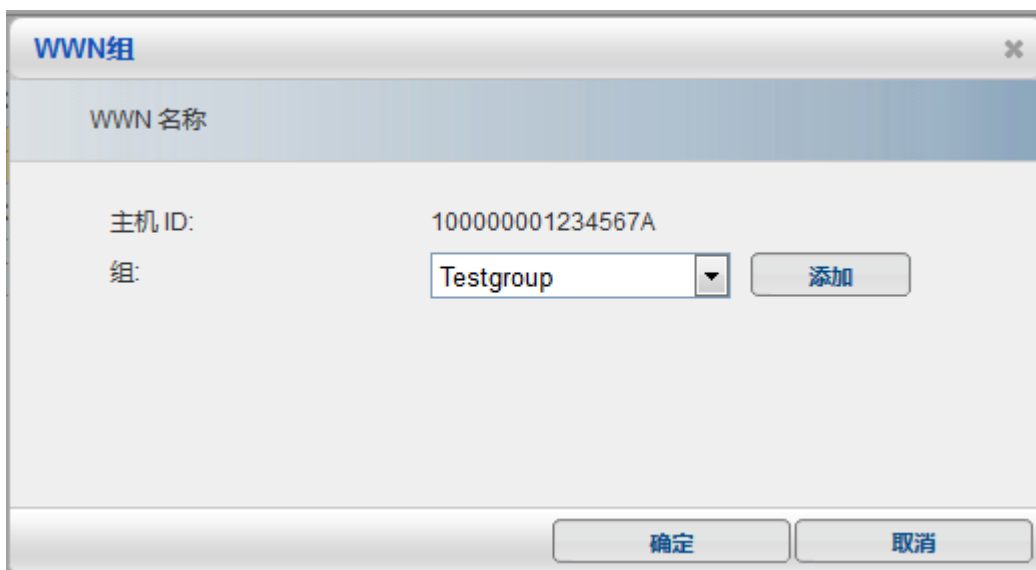 WWN组
WWN 名称
主机 ID: 100000001234567A
组: Testgroup 添加
确定 取消